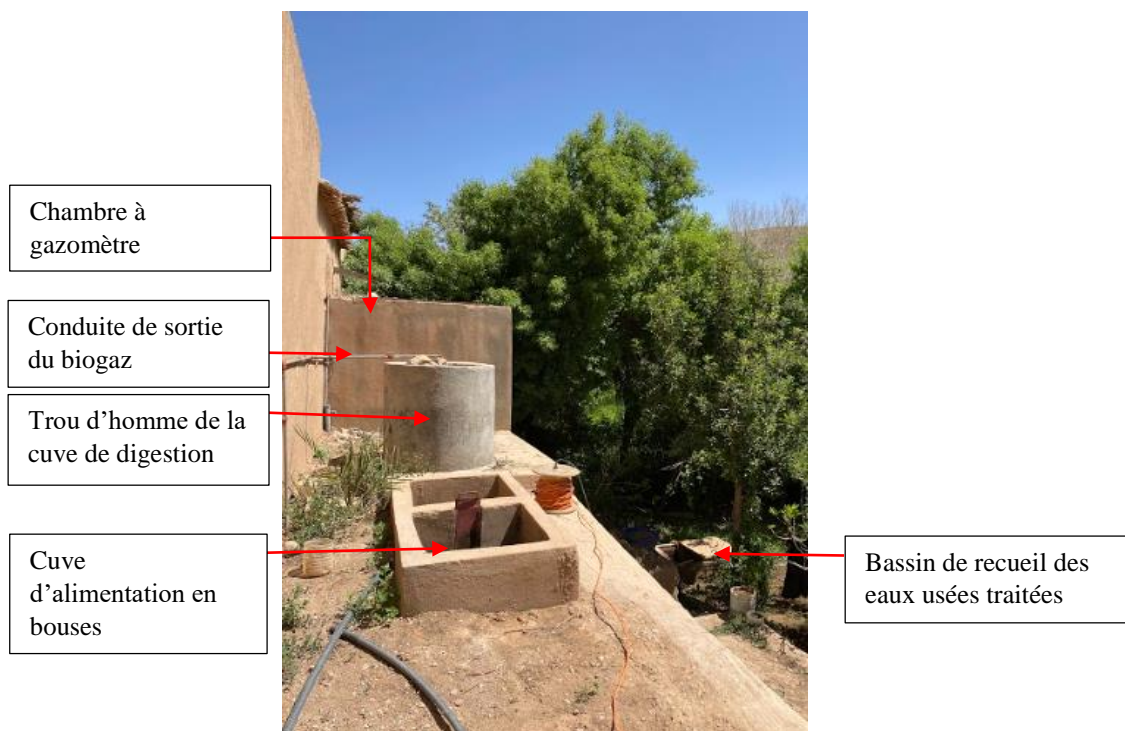 Chambre à
gazomètre
Conduite de sortie
du biogaz
Trou d’homme de la
cuve de digestion
Cuve
d’alimentation en
bouses
Bassin de recueil des
eaux usées traitées